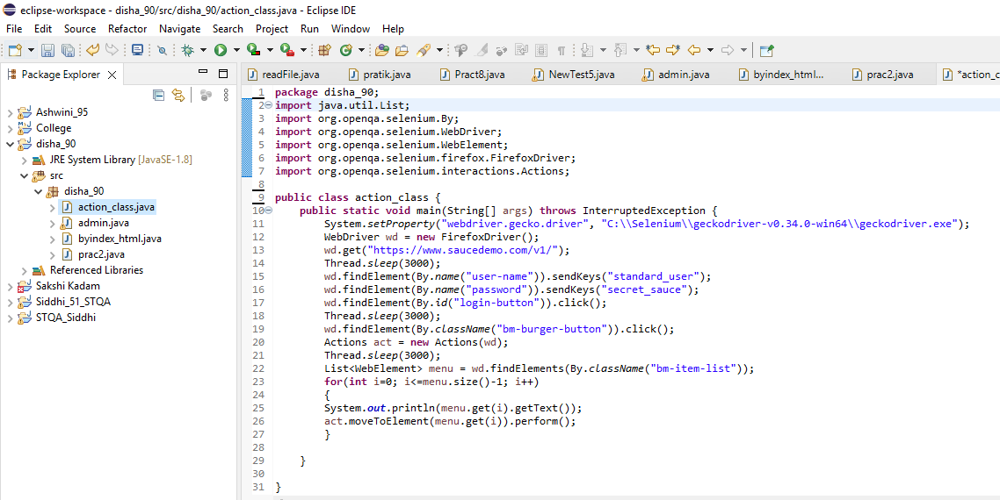 eclipse-workspace - disha_90/src/disha_90/action_class.java - Eclipse IDE
File Edit Source Refactor Navigate Search Project Run Window Help
Package Explorer
readFile.java pratik.java Pract8.java NewTest5.java admin.java byindex_html... prac2.java *action_c
Ashwini_95
College
disha_90
JRE System Library [JavaSE-1.8]
src
disha_90
action_class.java
admin.java
byindex_html.java
prac2.java
Referenced Libraries
Sakshi Kadam
Siddhi_51_STQA
STQA_Siddhi
1 package disha_90;
2 import java.util.List;
3 import org.openqa.selenium.By;
4 import org.openqa.selenium.WebDriver;
5 import org.openqa.selenium.WebElement;
6 import org.openqa.selenium.firefox.FirefoxDriver;
7 import org.openqa.selenium.interactions.Actions;
8
9 public class action_class {
10 public static void main(String[] args) throws InterruptedException {
11 System.setProperty("webdriver.gecko.driver", "C:\\Selenium\\geckodriver-v0.34.0-win64\\geckodriver.exe");
12 WebDriver wd = new FirefoxDriver();
13 wd.get("https://www.saucedemo.com/v1/");
14 Thread.sleep(3000);
15 wd.findElement(By.name("user-name")).sendKeys("standard_user");
16 wd.findElement(By.name("password")).sendKeys("secret_sauce");
17 wd.findElement(By.id("login-button")).click();
18 Thread.sleep(3000);
19 wd.findElement(By.className("bm-burger-button")).click();
20 Actions act = new Actions(wd);
21 Thread.sleep(3000);
22 List<WebElement> menu = wd.findElements(By.className("bm-item-list"));
23 for(int i=0; i<=menu.size()-1; i++)
24 {
25 System.out.println(menu.get(i).getText());
26 act.moveToElement(menu.get(i)).perform();
27 }
28
29 }
30
31 }